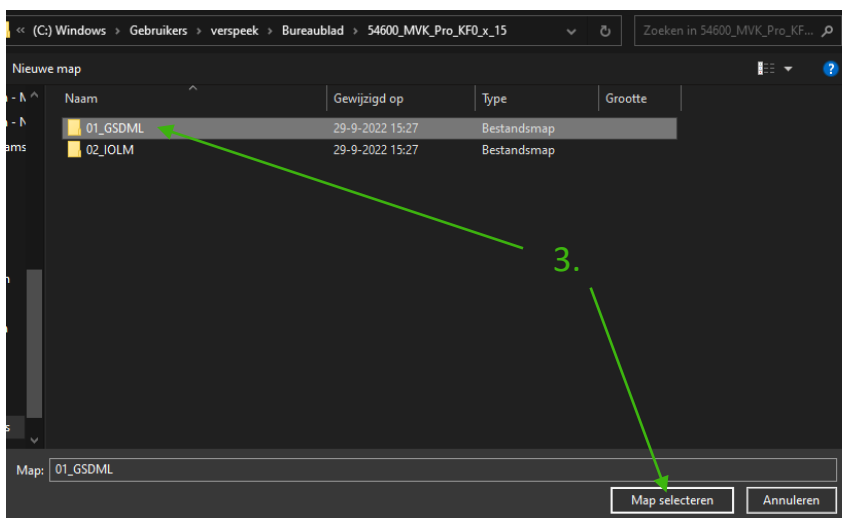 « (C:) Windows › Gebruikers › verspeek › Bureaublad › 54600_MVK_Pro_KF0_x_15
Zoeken in 54600_MVK_Pro_KF...
Nieuwe map
Naam Gewijzigd op Type Grootte
01_GSDML 29-9-2022 15:27 Bestandsmap
02_IOLM 29-9-2022 15:27 Bestandsmap
3.
Map: 01_GSDML
Map selecteren Annuleren